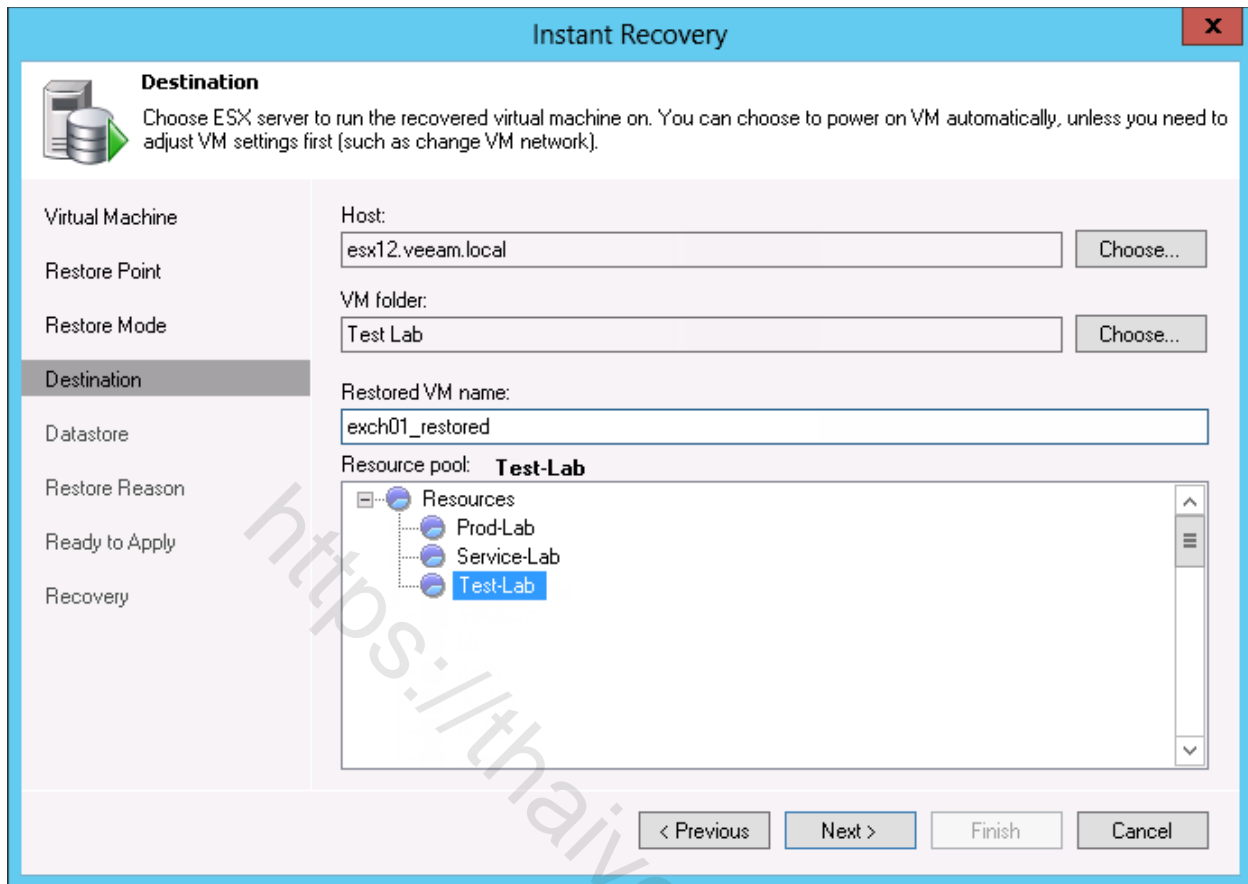 Instant Recovery
x
Destination
Choose ESX server to run the recovered virtual machine on. You can choose to power on VM automatically, unless you need to
adjust VM settings first (such as change VM network).
Virtual Machine
Restore Point
Restore Mode
Destination
Datastore
Restore Reason
Ready to Apply
Recovery
Host:
esx12.veeam.local
Choose...
VM folder:
Test Lab
Choose...
Restored VM name:
exch01_restored
Resource pool: Test-Lab
Resources
Prod-Lab
Service-Lab
Test-Lab
< Previous
Next >
Finish
Cancel
https://thaiv